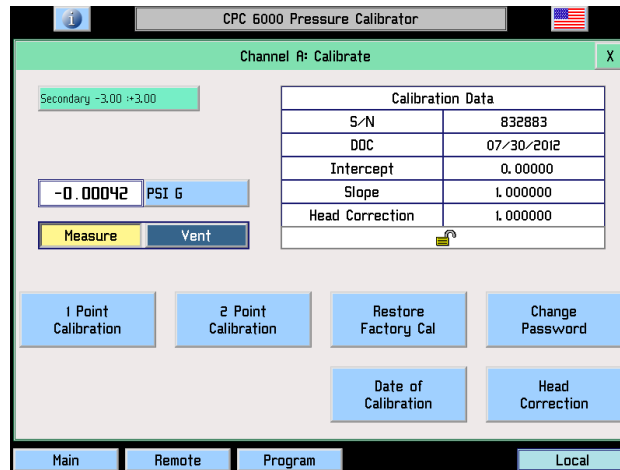 i
CPC 6000 Pressure Calibrator
Channel A: Calibrate
X
Secondary -3.00 :+3.00
Calibration Data
S/N 832883
DOC 07/30/2012
Intercept 0.00000
Slope 1.000000
Head Correction 1.000000
-0.00042 PSI G
Measure Vent
1 Point
Calibration
2 Point
Calibration
Restore
Factory Cal
Change
Password
Date of
Calibration
Head
Correction
Main Remote Program Local